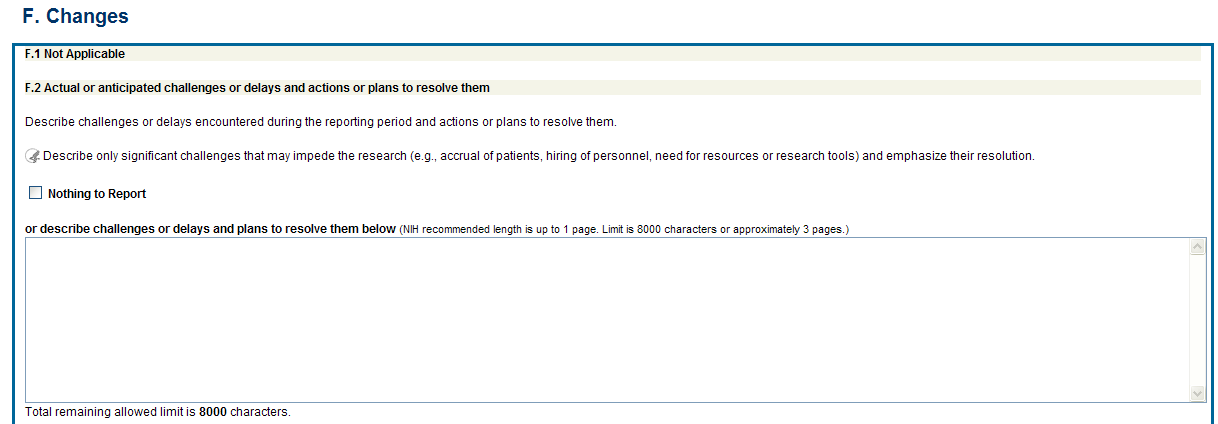 F. Changes
F.1 Not Applicable
F.2 Actual or anticipated challenges or delays and actions or plans to resolve them
Describe challenges or delays encountered during the reporting period and actions or plans to resolve them.
Describe only significant challenges that may impede the research (e.g., accrual of patients, hiring of personnel, need for resources or research tools) and emphasize their resolution.
Nothing to Report
or describe challenges or delays and plans to resolve them below (NIH recommended length is up to 1 page. Limit is 8000 characters or approximately 3 pages.)
Total remaining allowed limit is 8000 characters.